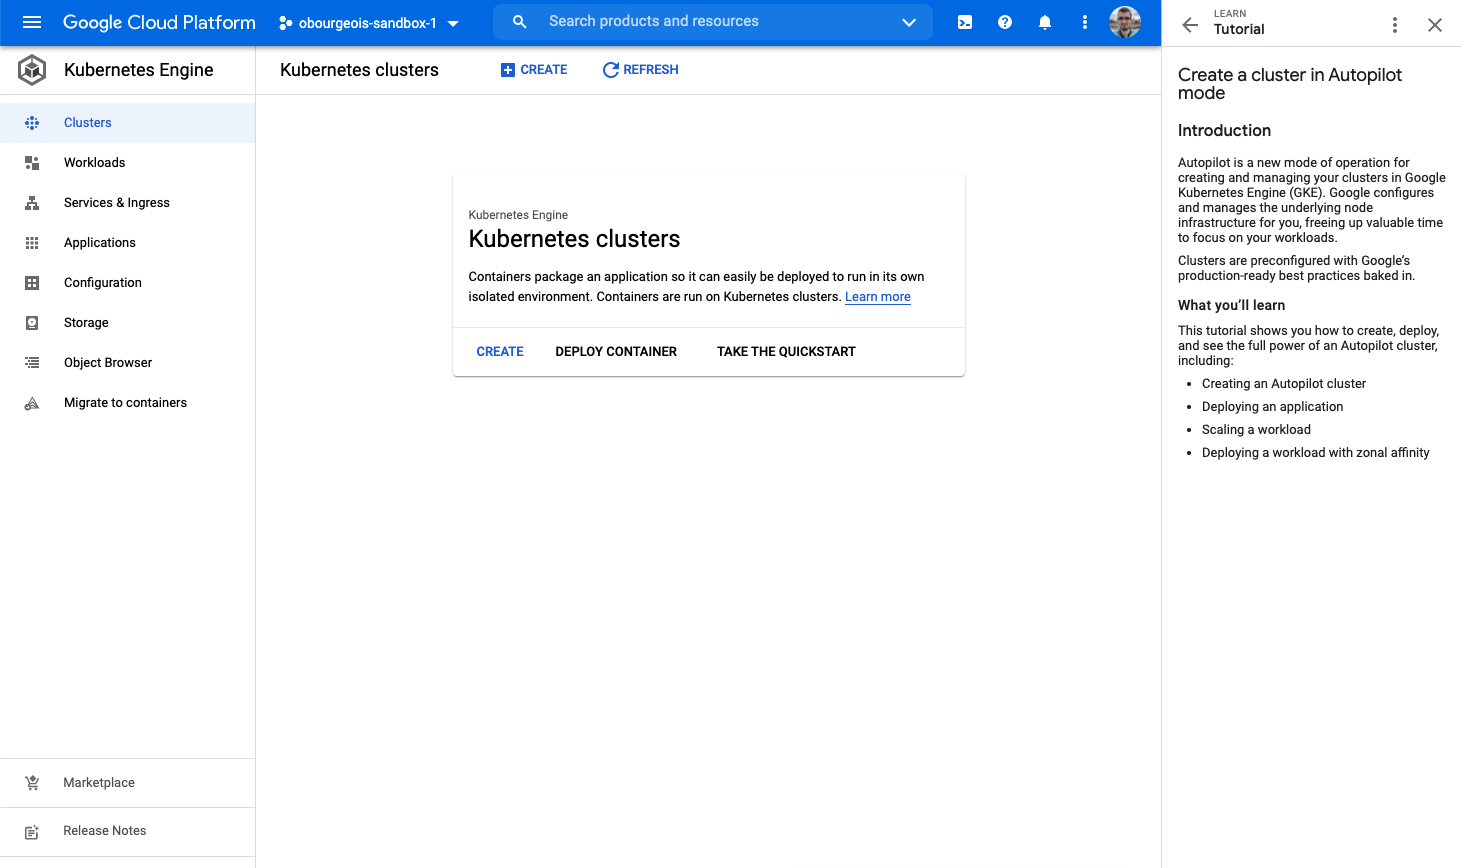 Google Cloud Platform
obourgeois-sandbox-1
Search products and resources
LEARN
Tutorial
Kubernetes Engine
Kubernetes clusters
CREATE
REFRESH
Clusters
Workloads
Services & Ingress
Applications
Configuration
Storage
Object Browser
Migrate to containers
Marketplace
Release Notes
Kubernetes Engine
Kubernetes clusters
Containers package an application so it can easily be deployed to run in its own
isolated environment. Containers are run on Kubernetes clusters. Learn more
CREATE
DEPLOY CONTAINER
TAKE THE QUICKSTART
Create a cluster in Autopilot
mode
Introduction
Autopilot is a new mode of operation for
creating and managing your clusters in Google
Kubernetes Engine (GKE). Google configures
and manages the underlying node
infrastructure for you, freeing up valuable time
to focus on your workloads.
Clusters are preconfigured with Google's
production-ready best practices baked in.
What you'll learn
This tutorial shows you how to create, deploy,
and see the full power of an Autopilot cluster,
including:
• Creating an Autopilot cluster
• Deploying an application
• Scaling a workload
• Deploying a workload with zonal affinity